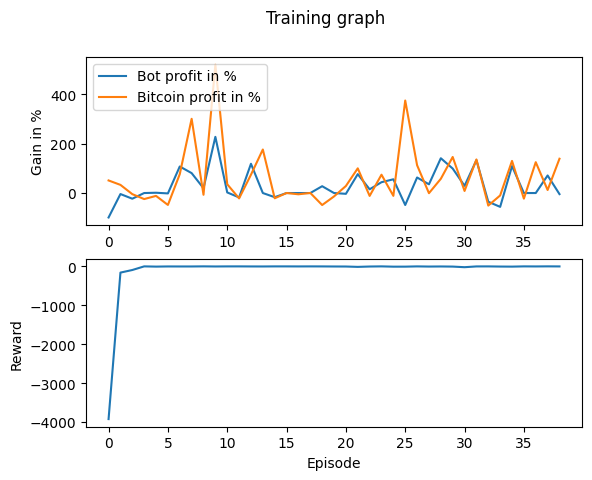 Training graph
Gain in %
400
200
0
Bot profit in %
Bitcoin profit in %
0 5 10 15 20 25 30 35
Reward
0
−1000
−2000
−3000
−4000
0 5 10 15 20 25 30 35
Episode